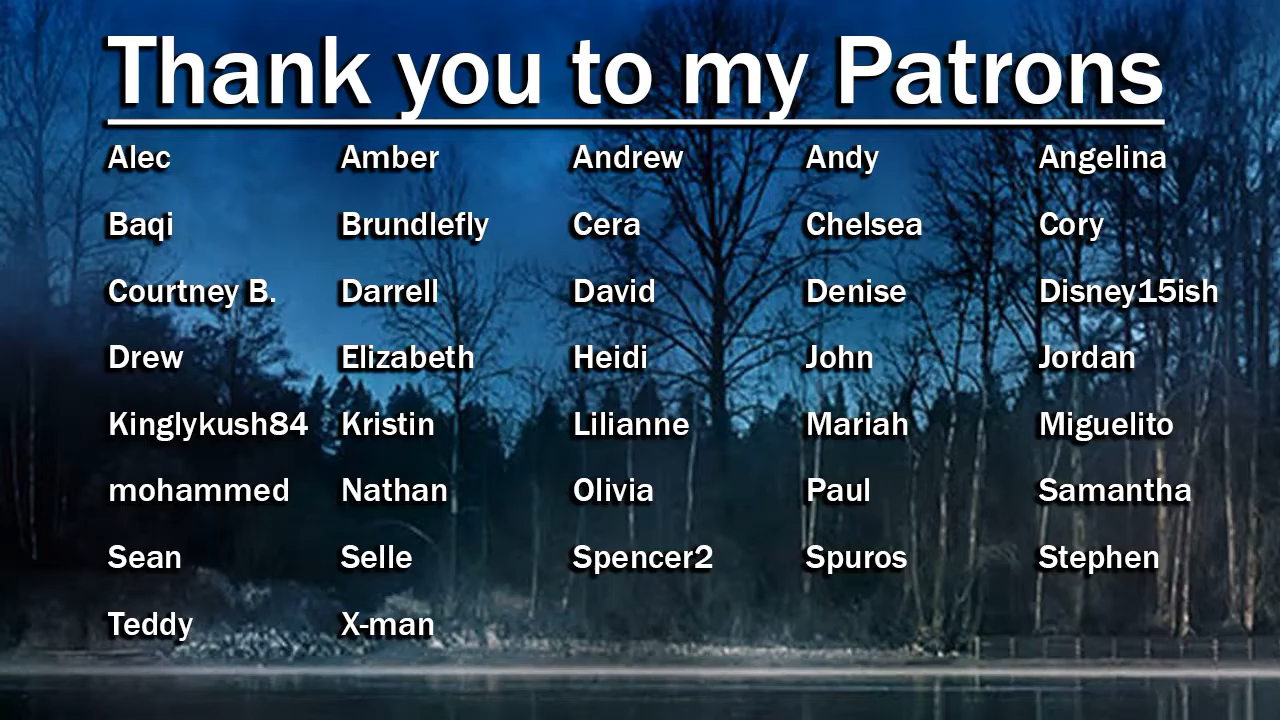 Thank you to my Patrons
Alec Amber Andrew Andy Angelina
Baqi Brundlefly Cera Chelsea Cory
Courtney B. Darrell David Denise Disney15ish
Drew Elizabeth Heidi John Jordan
Kinglykush84 Kristin Lilianne Mariah Miguelito
mohammed Nathan Olivia Paul Samantha
Sean Selle Spencer2 Spuros Stephen
Teddy X-man